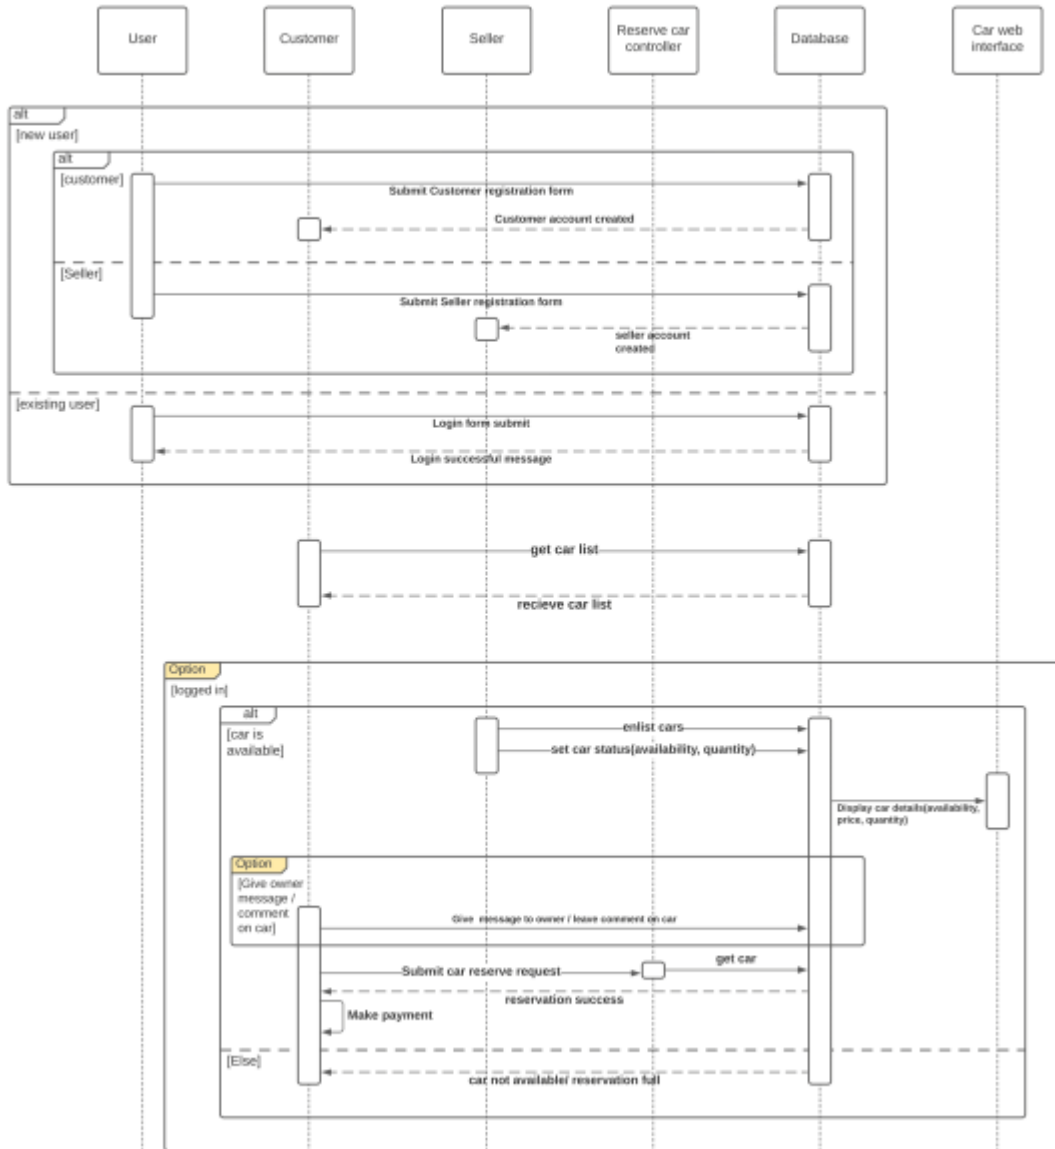 User
Customer
Seller
Reserve car
controller
Database
Car web
interface
alt
[new user]
alt
[customer]
Submit Customer registration form
Customer account created
[Seller]
Submit Seller registration form
seller account
created
[existing user]
Login form submit
Login successful message
get car list
recieve car list
Option
[logged in]
alt
[car is
available]
enlist cars
set car status(availability, quantity)
Display car details(availability,
price, quantity)
Option
[Give owner
message /
comment
on car]
Give message to owner / leave comment on car
get car
Submit car reserve request
reservation success
Make payment
[Else]
car not available/ reservation full